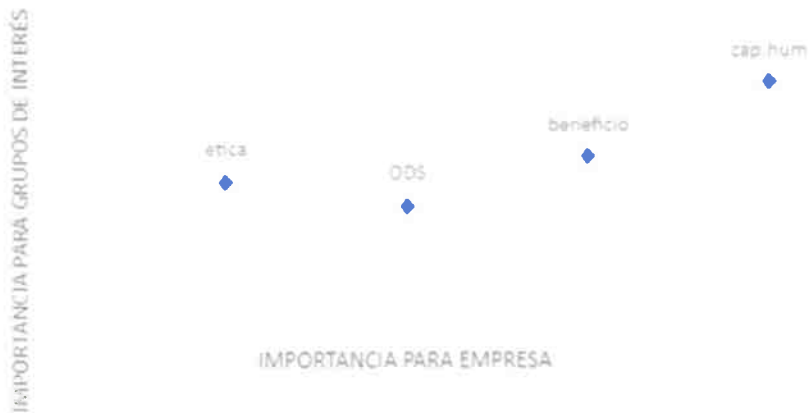 IMPORTANCIA PARA GRUPOS DE INTERÉS
cap.hum
beneficio
etica
ODS
IMPORTANCIA PARA EMPRESA